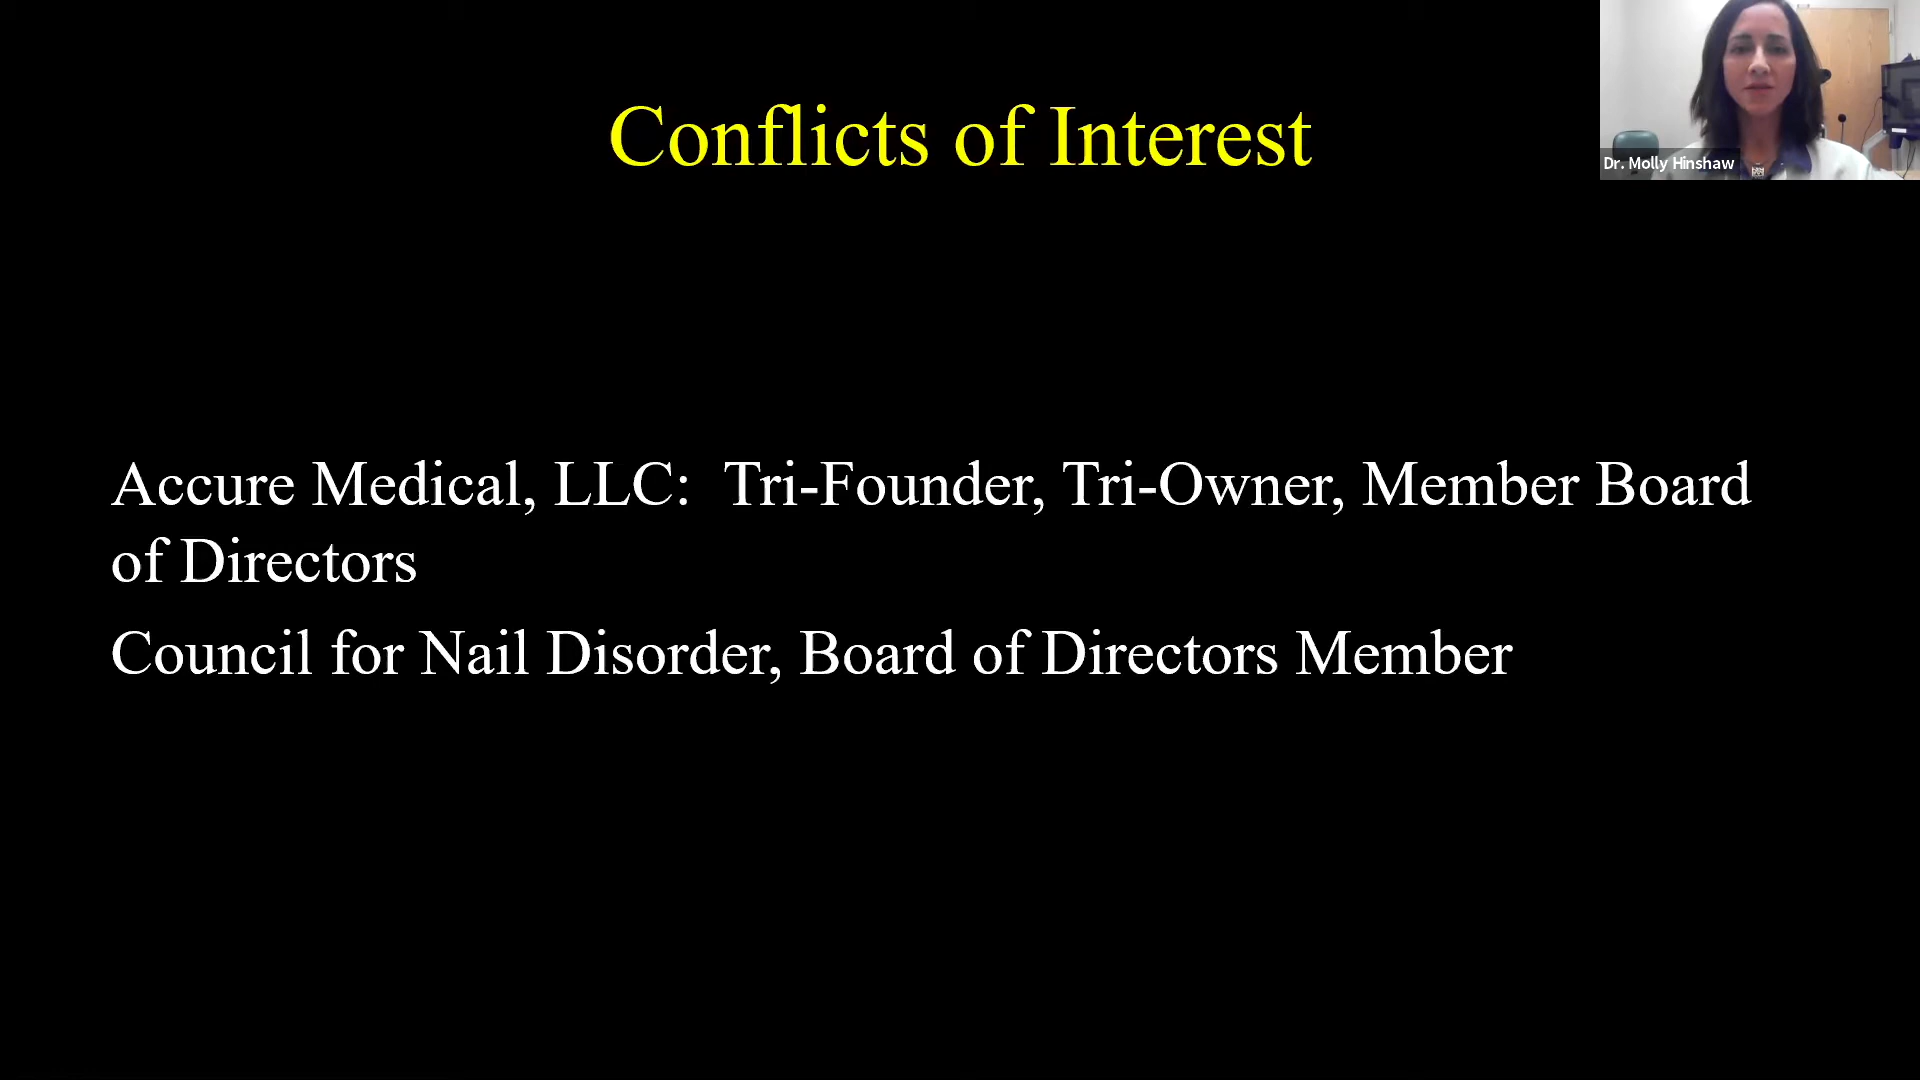 Conflicts of Interest
Dr. Molly Hinshaw
Accure Medical, LLC:  Tri-Founder, Tri-Owner, Member Board
of Directors
Council for Nail Disorder, Board of Directors Member